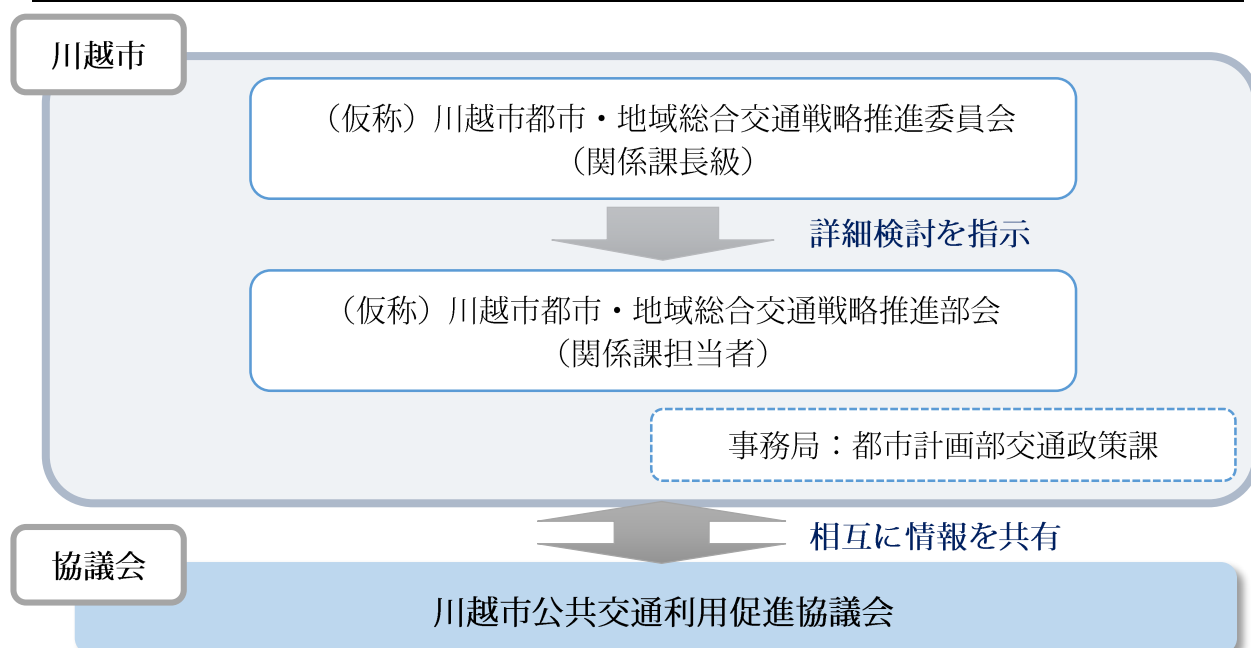 川越市
（仮称）川越市都市・地域総合交通戦略推進委員会
（関係課長級）
詳細検討を指示
（仮称）川越市都市・地域総合交通戦略推進部会
（関係課担当者）
事務局：都市計画部交通政策課
相互に情報を共有
協議会
川越市公共交通利用促進協議会